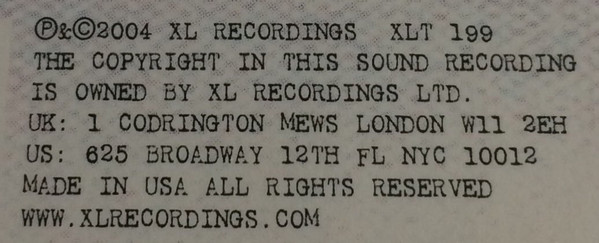 ℗&©2004 XL RECORDINGS XLT 199
THE COPYRIGHT IN THIS SOUND RECORDING
IS OWNED BY XL RECORDINGS LTD.
UK: 1 CODRINGTON MEWS LONDON W11 2EH
US: 625 BROADWAY 12TH FL NYC 10012
MADE IN USA ALL RIGHTS RESERVED
WWW.XLRECORDINGS.COM